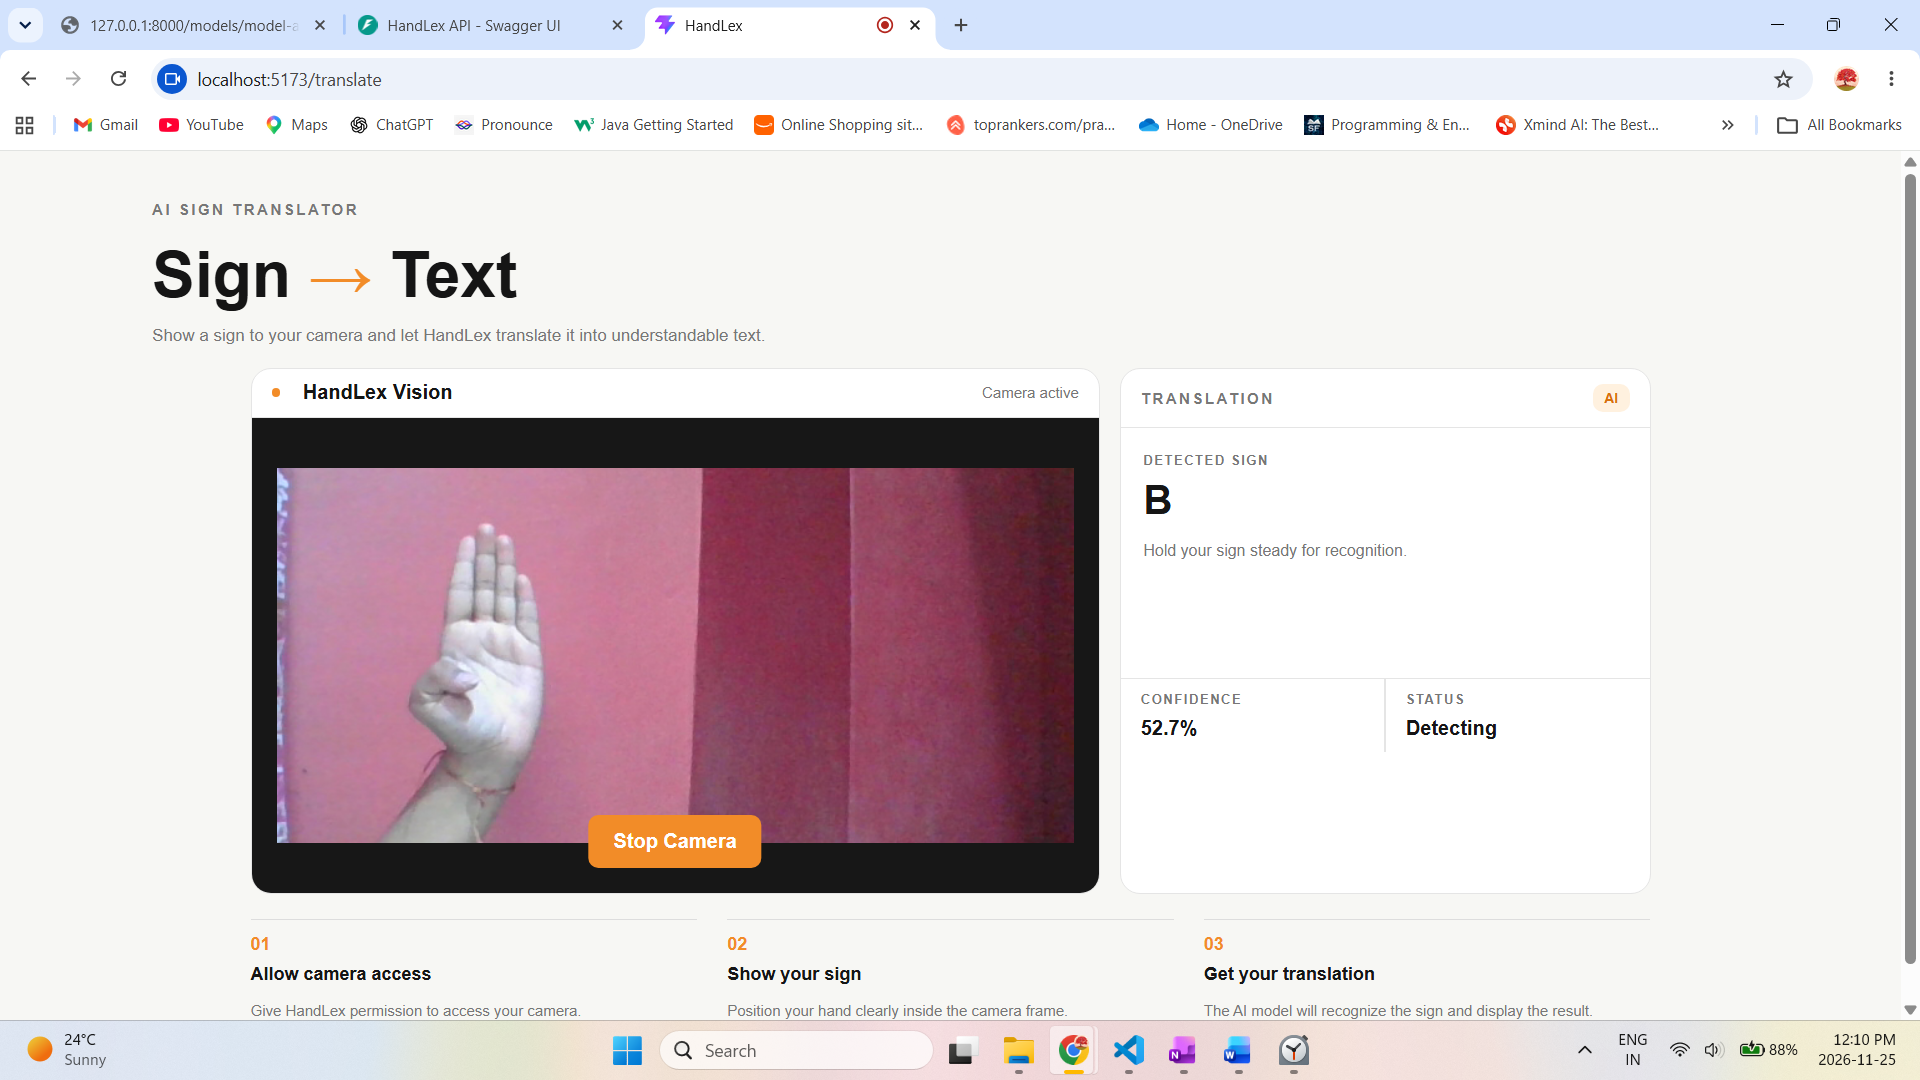 127.0.0.1:8000/models/model-a
HandLex API - Swagger UI
HandLex
localhost:5173/translate
Gmail
YouTube
Maps
ChatGPT
Pronounce
Java Getting Started
Online Shopping sit...
toprankers.com/pra...
Home - OneDrive
Programming & En...
Xmind AI: The Best...
All Bookmarks
AI SIGN TRANSLATOR
Sign → Text
Show a sign to your camera and let HandLex translate it into understandable text.
HandLex Vision
Camera active
Stop Camera
TRANSLATION
AI
DETECTED SIGN
B
Hold your sign steady for recognition.
CONFIDENCE
52.7%
STATUS
Detecting
01
Allow camera access
Give HandLex permission to access your camera.
02
Show your sign
Position your hand clearly inside the camera frame.
03
Get your translation
The AI model will recognize the sign and display the result.
24°C
Sunny
Search
ENG
IN
88%
12:10 PM
2026-11-25